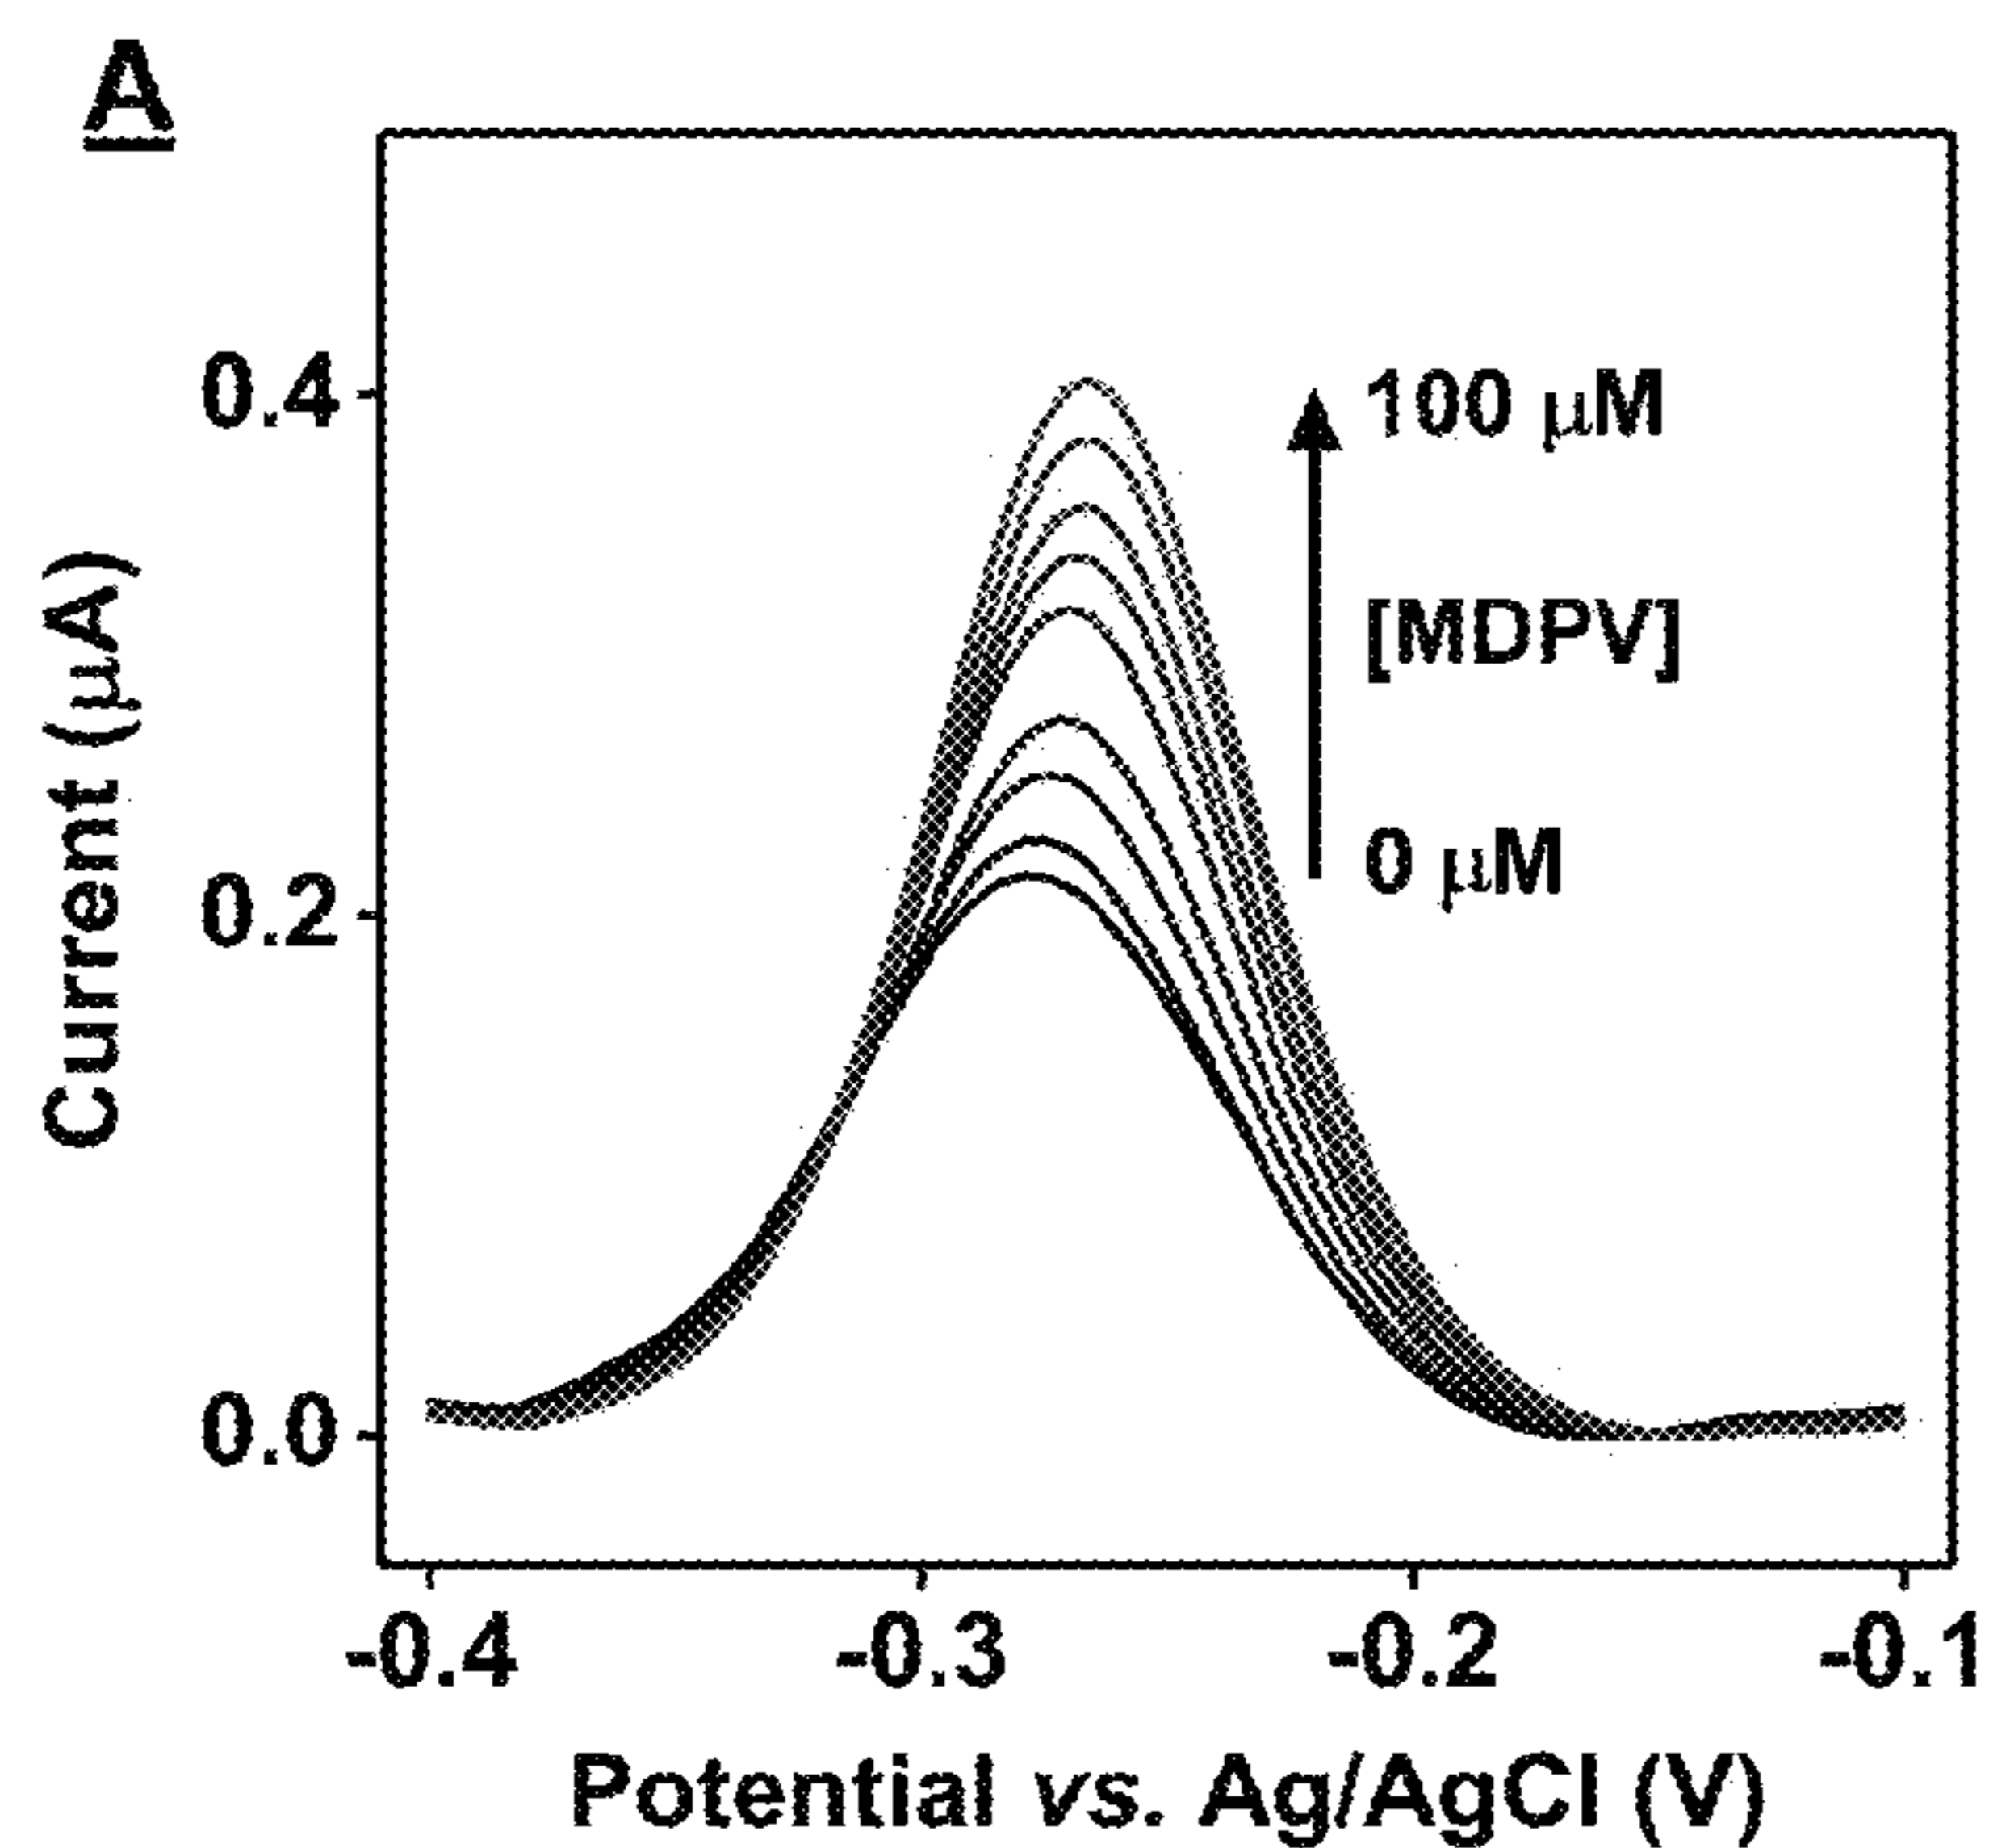 A
Current (μA)
0.4
0.2
0.0
100 μM
[MDPV]
0 μM
-0.4 -0.3 -0.2 -0.1
Potential vs. Ag/AgCl (V)